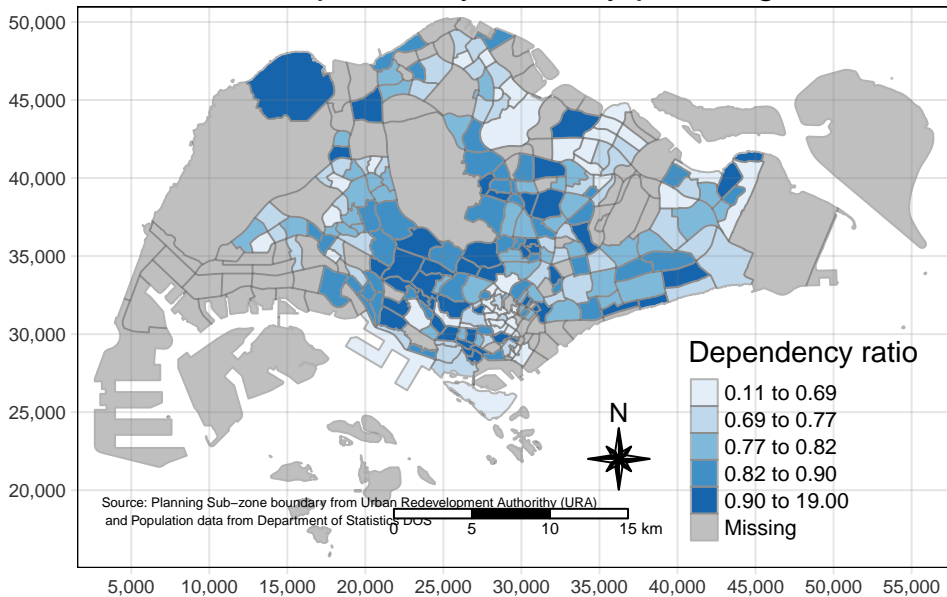 50,000
45,000
40,000
35,000
30,000
25,000
20,000
Dependency ratio
0.11 to 0.69
0.69 to 0.77
0.77 to 0.82
0.82 to 0.90
0.90 to 19.00
Missing
N
Source: Planning Sub−zone boundary from Urban Redevelopment Authorithy (URA)
and Population data from Department of Statistics DOS
0 5 10 15 km
5,000 10,000 15,000 20,000 25,000 30,000 35,000 40,000 45,000 50,000 55,000